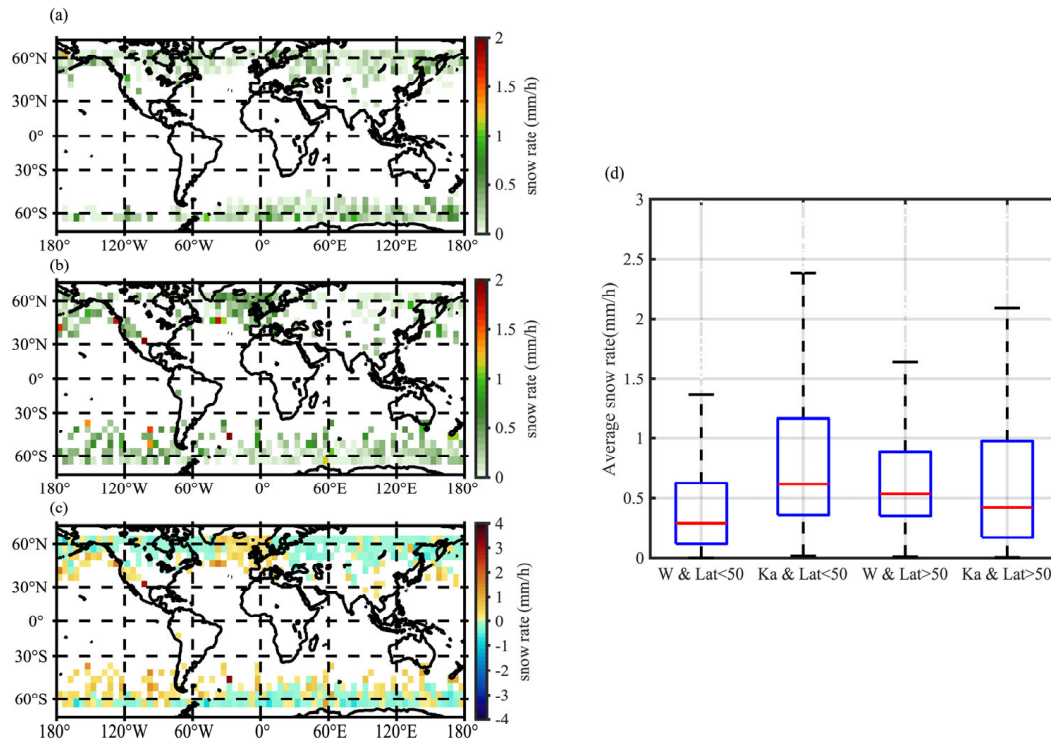 (a)
60°N
30°N
0°
30°S
60°S
180° 120°W 60°W 0° 60°E 120°E 180°
2
1.5
1
0.5
0
snow rate (mm/h)
(b)
60°N
30°N
0°
30°S
60°S
180° 120°W 60°W 0° 60°E 120°E 180°
2
1.5
1
0.5
0
snow rate (mm/h)
(c)
60°N
30°N
0°
30°S
60°S
180° 120°W 60°W 0° 60°E 120°E 180°
4
3
2
1
0
-1
-2
-3
-4
snow rate (mm/h)
(d)
3
2.5
2
1.5
1
0.5
0
Average snow rate(mm/h)
W & Lat<50 Ka & Lat<50 W & Lat>50 Ka & Lat>50